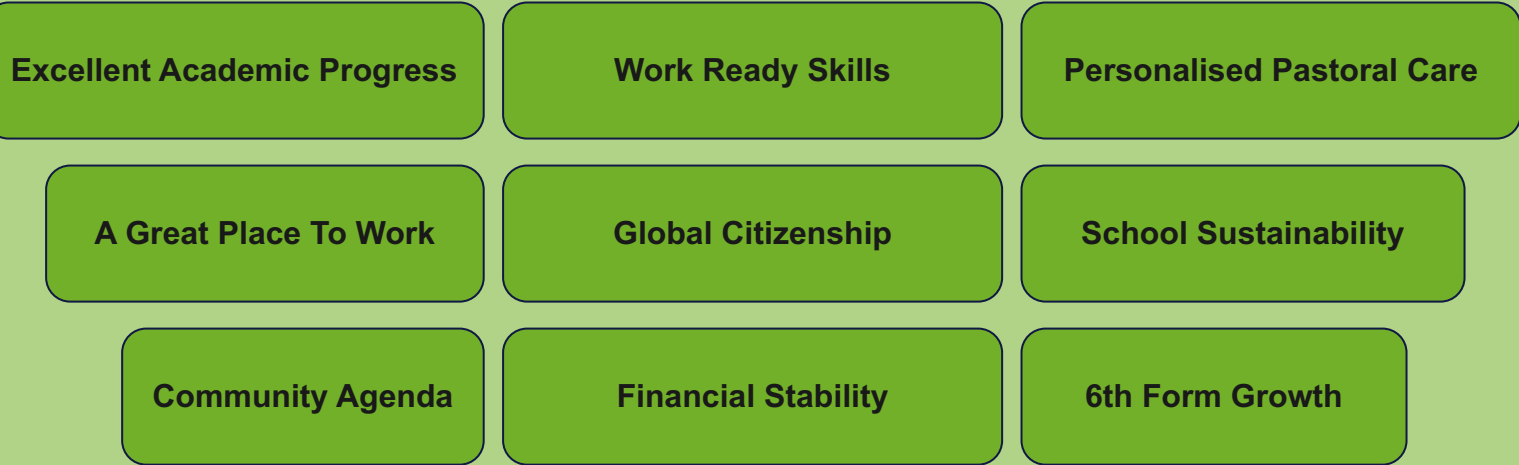 Excellent Academic Progress
Work Ready Skills
Personalised Pastoral Care
A Great Place To Work
Global Citizenship
School Sustainability
Community Agenda
Financial Stability
6th Form Growth